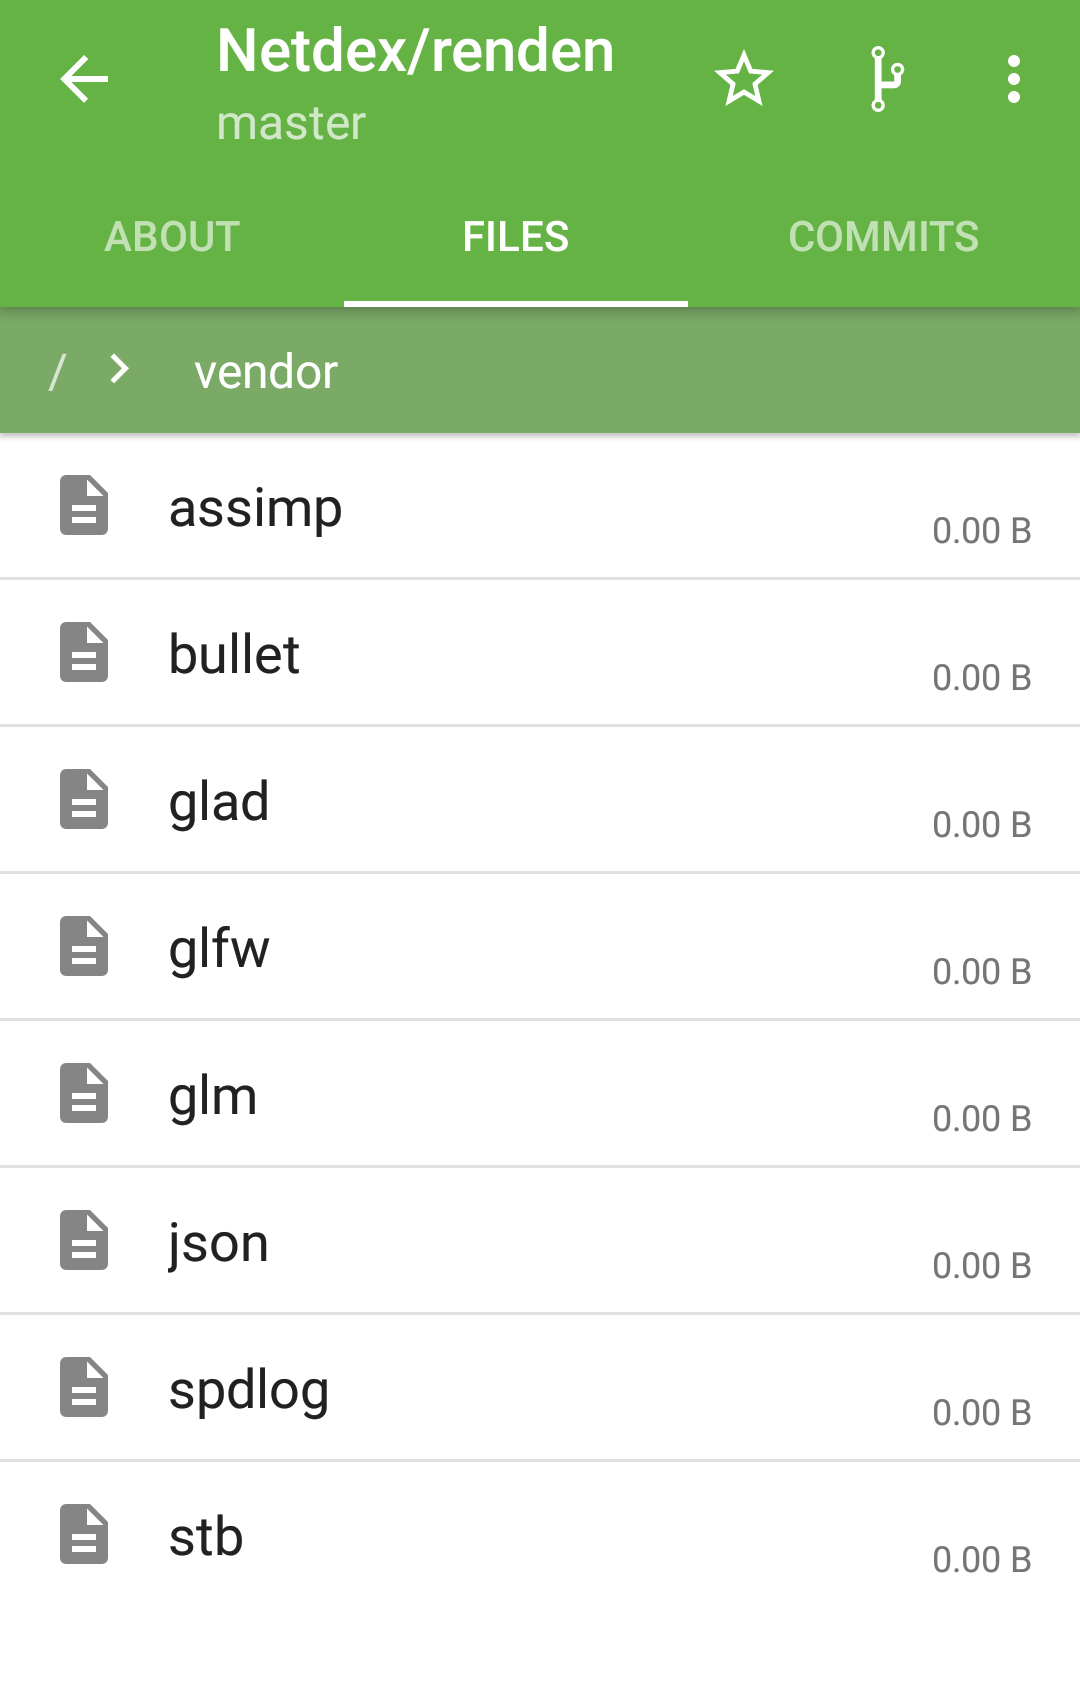 Netdex/renden
master
ABOUT FILES COMMITS
/ vendor
assimp
0.00 B
bullet
0.00 B
glad
0.00 B
glfw
0.00 B
glm
0.00 B
json
0.00 B
spdlog
0.00 B
stb
0.00 B